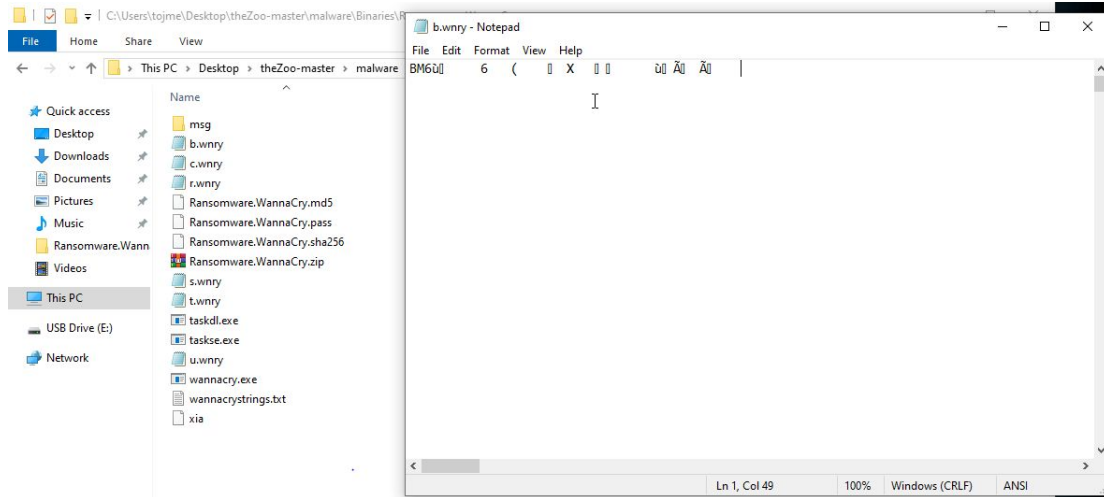 C:\Users\tojme\Desktop\theZoo-master\malware\Binaries\R
File Home Share View
This PC > Desktop > theZoo-master > malware
Quick access
Desktop
Downloads
Documents
Pictures
Music
Ransomware.Wann
Videos
This PC
USB Drive (E:)
Network
Name
msg
b.wnry
c.wnry
r.wnry
Ransomware.WannaCry.md5
Ransomware.WannaCry.pass
Ransomware.WannaCry.sha256
Ransomware.WannaCry.zip
s.wnry
t.wnry
taskdl.exe
taskse.exe
u.wnry
wannacry.exe
wannacrystrings.txt
xia
b.wnry - Notepad
File Edit Format View Help
BM6ù 6 ( X ù Ã Ã
Ln 1, Col 49 100% Windows (CRLF) ANSI